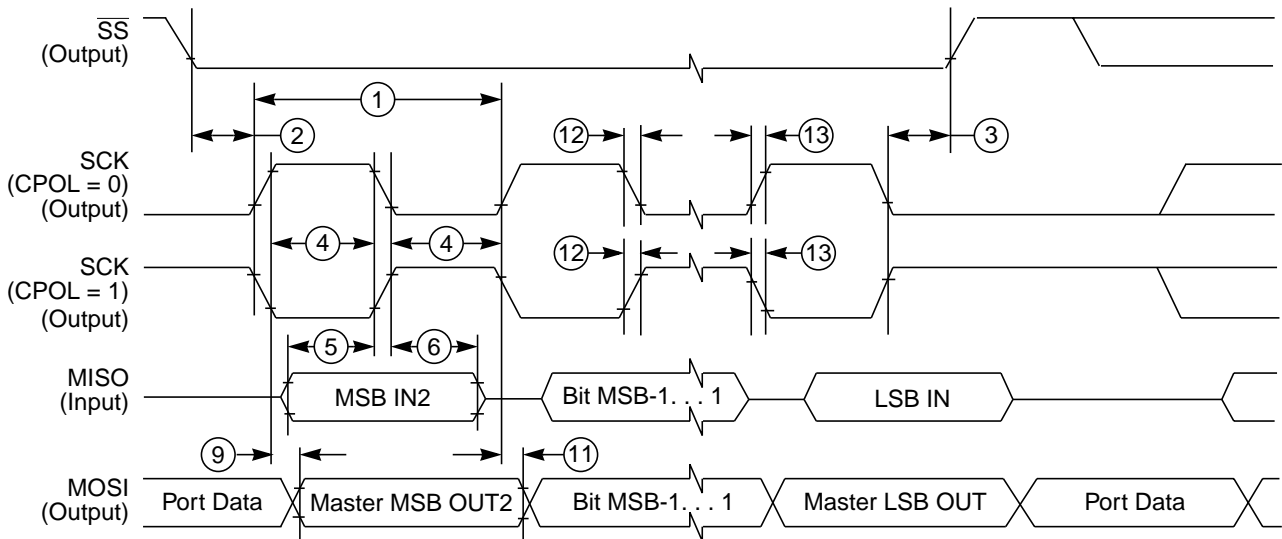 SS
(Output)
1
2
12
13
3
SCK
(CPOL = 0)
(Output)
4
4
SCK
(CPOL = 1)
(Output)
12
13
5
6
MISO
(Input)
MSB IN2
Bit MSB-1. . . 1
LSB IN
9
11
MOSI
(Output)
Port Data
Master MSB OUT2
Bit MSB-1. . . 1
Master LSB OUT
Port Data